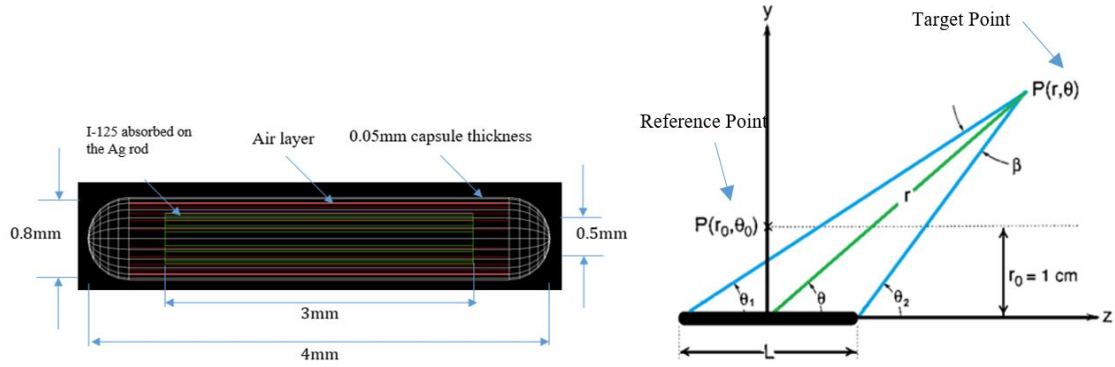 I-125 absorbed on
the Ag rod
Air layer
0.05mm capsule thickness
0.8mm
0.5mm
3mm
4mm
y
Target Point
P(r,θ)
Reference Point
β
r
P(r₀,θ₀)
r₀ = 1 cm
θ₁
θ
θ₂
z
L